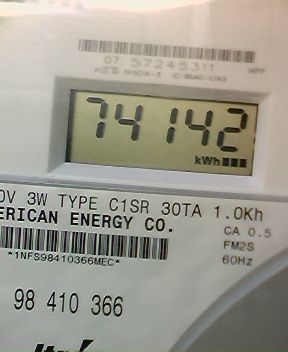 07 57245311
APP
74142
kWh
0V 3W TYPE C1SR 30TA 1.0Kh
ERICAN ENERGY CO.
CA 0.5
FM2S
60Hz
*1NFS98410366MEC*
98 410 366